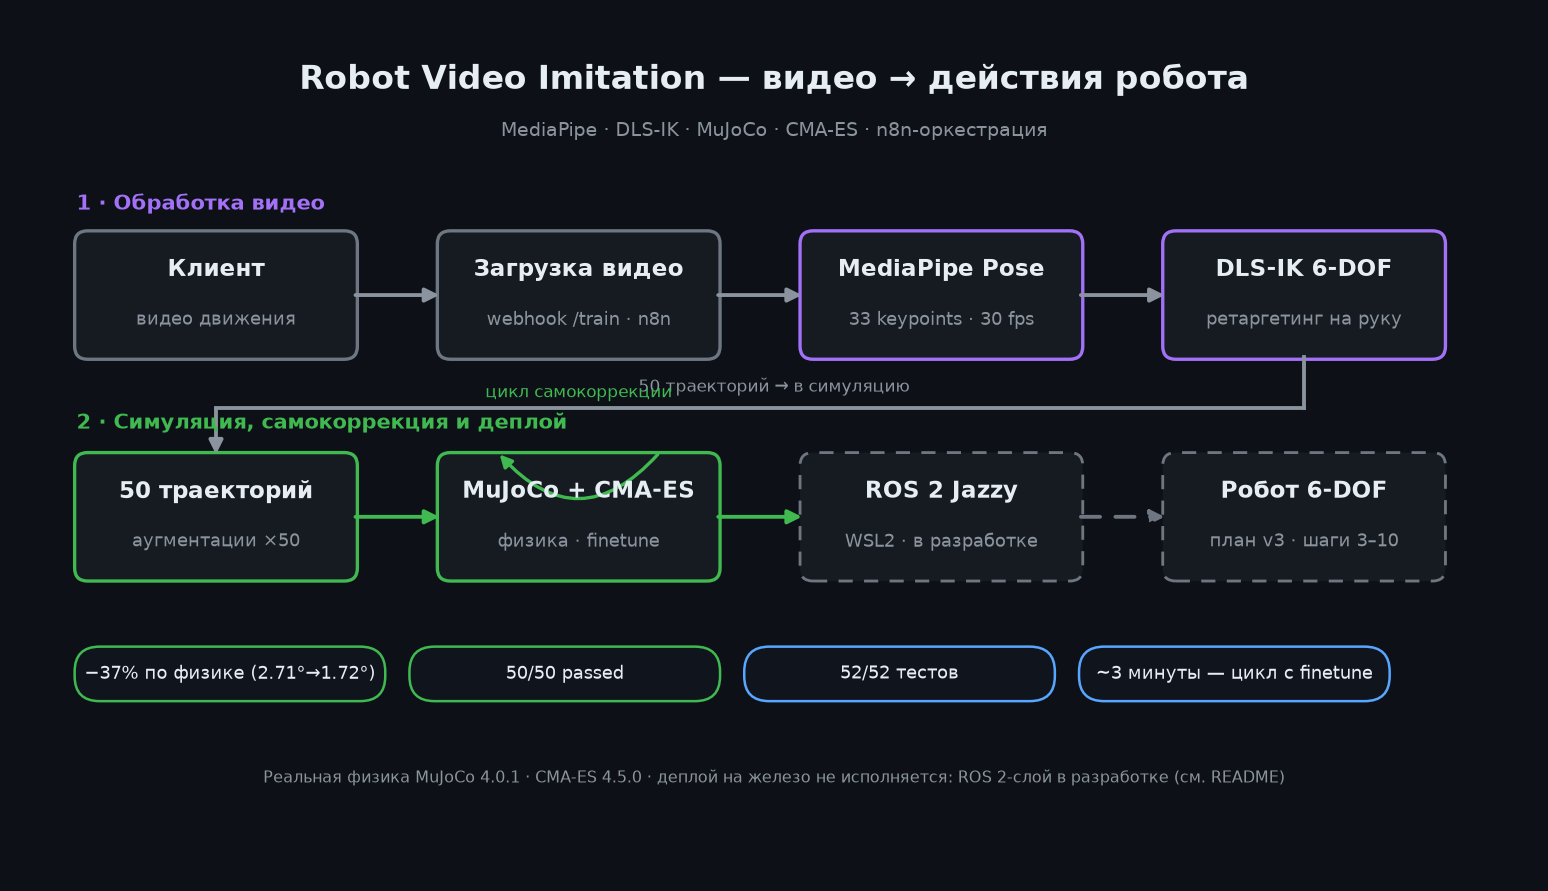 Robot Video Imitation — видео → действия робота
MediaPipe · DLS-IK · MuJoCo · CMA-ES · n8n-оркестрация
1 · Обработка видео
Клиент
видео движения
Загрузка видео
webhook /train · n8n
MediaPipe Pose
33 keypoints · 30 fps
DLS-IK 6-DOF
ретаргетинг на руку
50 траекторий → в симуляцию
цикл самокоррекции
2 · Симуляция, самокоррекция и деплой
50 траекторий
аугментации ×50
MuJoCo + CMA-ES
физика · finetune
ROS 2 Jazzy
WSL2 · в разработке
Робот 6-DOF
план v3 · шаги 3–10
−37% по физике (2.71°→1.72°)
50/50 passed
52/52 тестов
~3 минуты — цикл с finetune
Реальная физика MuJoCo 4.0.1 · CMA-ES 4.5.0 · деплой на железо не исполняется: ROS 2-слой в разработке (см. README)